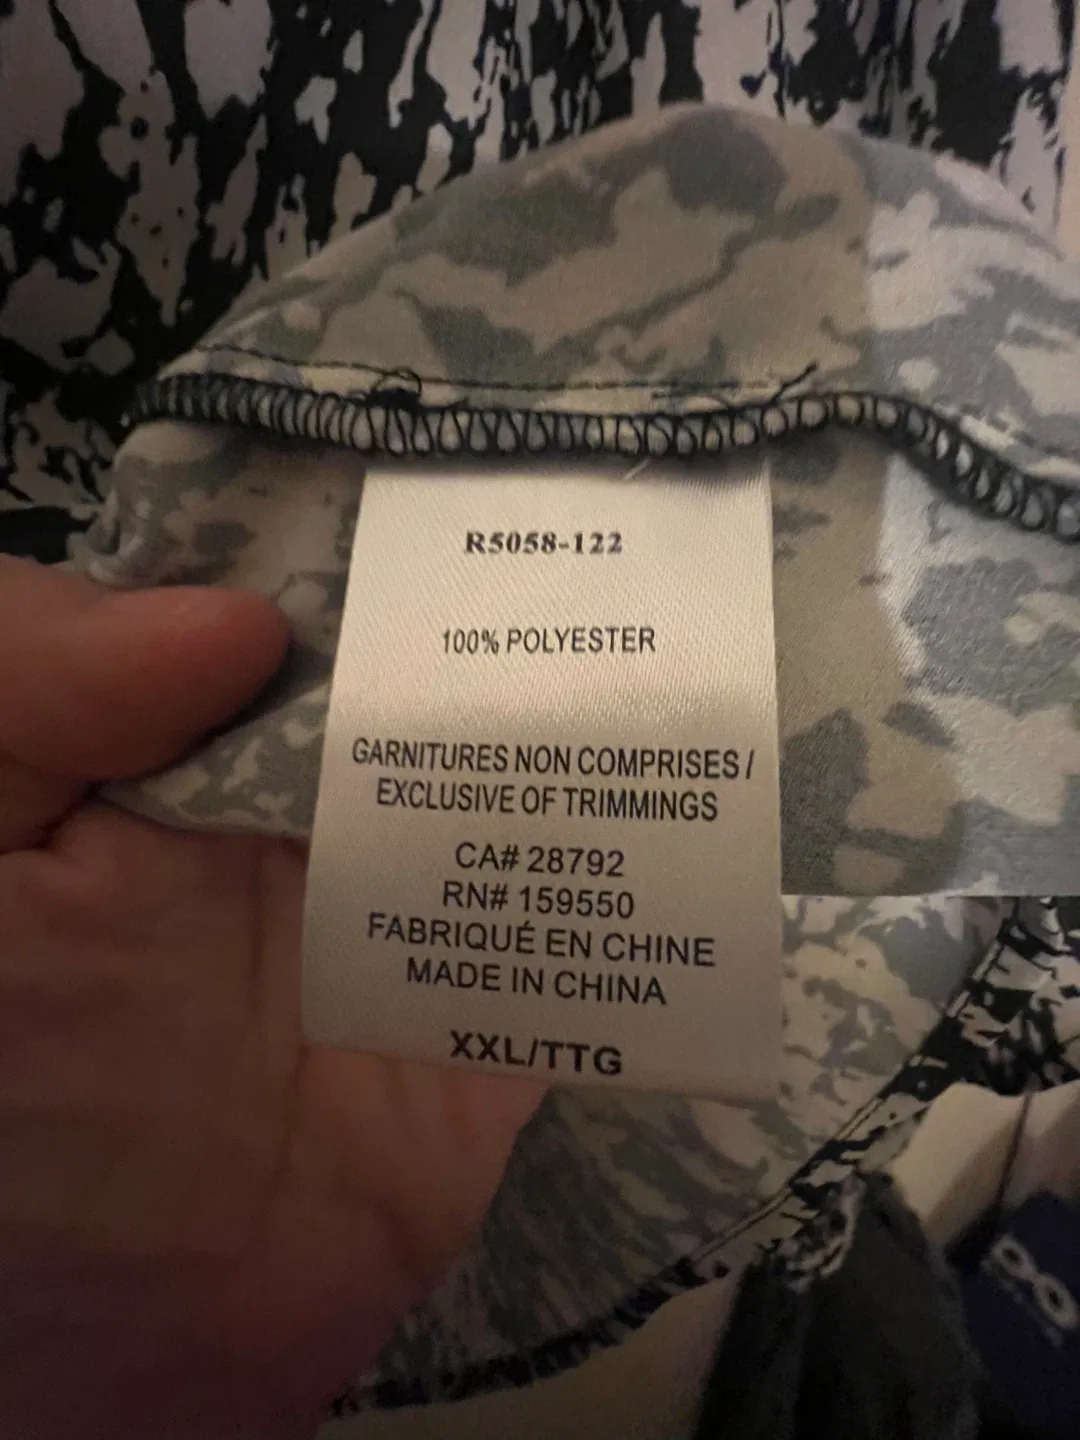 R5058-122
100% POLYESTER
GARNITURES NON COMPRISES /
EXCLUSIVE OF TRIMMINGS
CA# 28792
RN# 159550
FABRIQUÉ EN CHINE
MADE IN CHINA
XXL/TTG